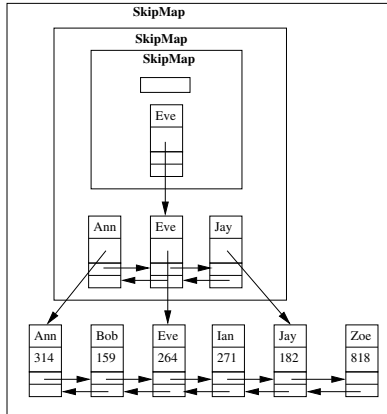 SkipMap
SkipMap
SkipMap
Eve
Ann Eve Jay
Ann Bob Eve Ian Jay Zoe
314 159 264 271 182 818